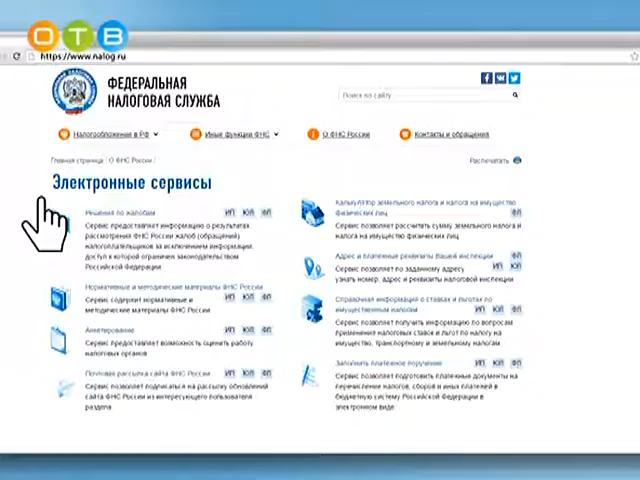 ОТВ
https://www.nalog.ru
ФЕДЕРАЛЬНАЯ
НАЛОГОВАЯ СЛУЖБА
Поиск по сайту
Налогообложение в РФ
Иные функции ФНС
О ФНС России
Контакты и обращения
Главная страница | О ФНС России /
Распечатать
Электронные сервисы
Решения по жалобам ИП ЮЛ ФЛ
Сервис предоставляет информацию о результатах
рассмотрения ФНС России жалоб (обращений)
налогоплательщиков за исключением информации,
доступ к которой ограничен законодательством
Российской Федерации
Нормативные и методические материалы ФНС России
ИП ЮЛ ФЛ
Сервис содержит нормативные и
методические материалы ФНС России
Анкетирование ИП ЮЛ ФЛ
Сервис предоставляет возможность оценить работу
налоговых органов
Почтовая рассылка сайта ФНС России ИП ЮЛ ФЛ
Сервис позволяет подписаться на рассылку обновлений
сайта ФНС России из интересующего пользователя
раздела
Калькулятор земельного налога и налога на имущество
физических лиц ФЛ
Сервис позволяет рассчитать сумму земельного налога и
налога на имущество физических лиц
Адрес и платежные реквизиты Вашей инспекции ФЛ
Сервис позволяет по заданному адресу ИП ЮЛ
узнать номер, адрес и реквизиты налоговой инспекции
Справочная информация о ставках и льготах по
имущественным налогам ИП ЮЛ ФЛ
Сервис позволяет получить информацию по вопросам
применения налоговых ставок и льгот по налогу на
имущество, транспортному и земельному налогам
Заполнить платежное поручение ИП ЮЛ ФЛ
Сервис позволяет подготовить платежные документы на
перечисление налогов, сборов и иных платежей в
бюджетную систему Российской Федерации в
электронном виде